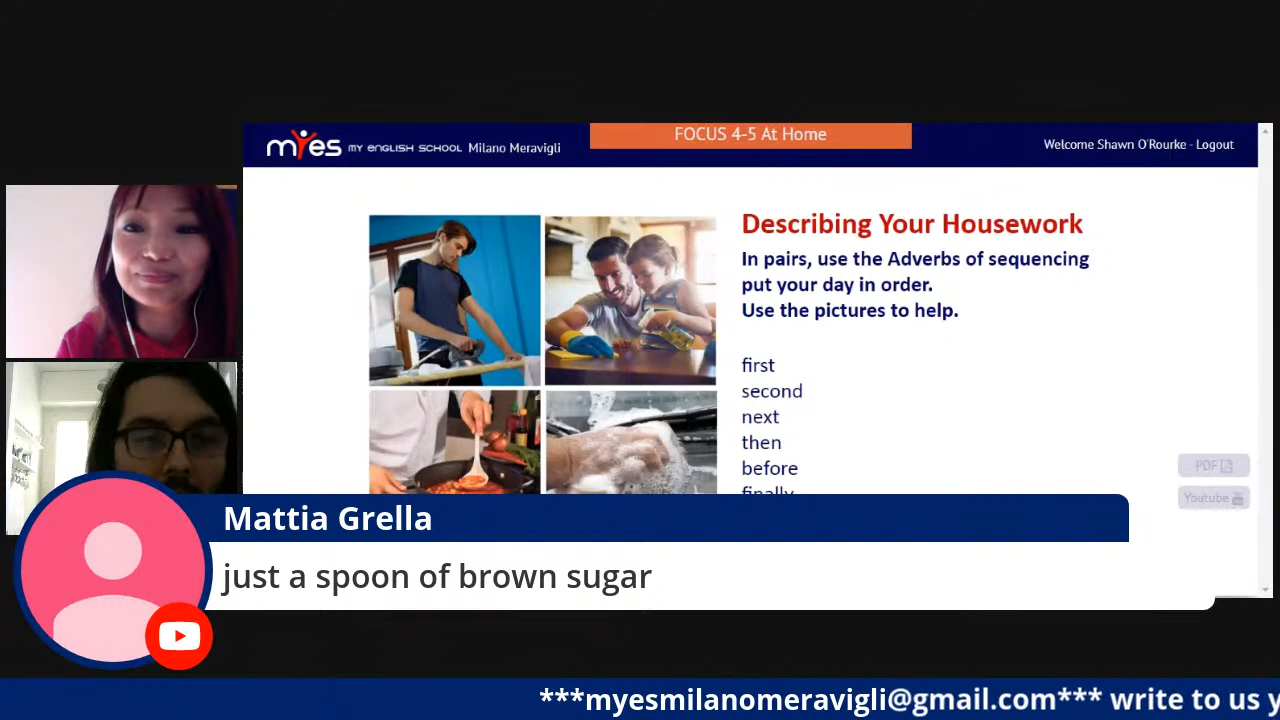 FOCUS 4-5 At Home
myes MY ENGLISH SCHOOL Milano Meravigli
Welcome Shawn O'Rourke - Logout
Describing Your Housework
In pairs, use the Adverbs of sequencing
put your day in order.
Use the pictures to help.
first
second
next
then
before
finally
PDF
Youtube
Mattia Grella
just a spoon of brown sugar
***myesmilanomeravigli@gmail.com*** write to us y